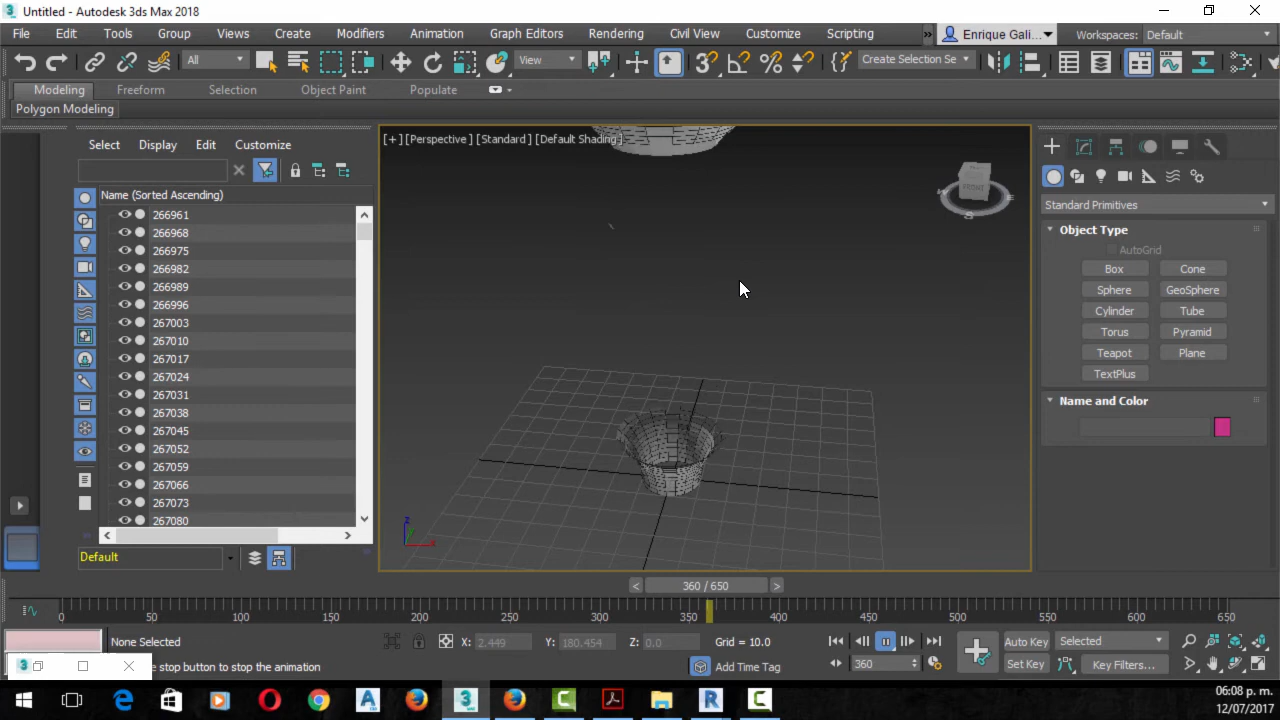 Untitled - Autodesk 3ds Max 2018
File Edit Tools Group Views Create Modifiers Animation Graph Editors Rendering Civil View Customize Scripting » Enrique Gali... Workspaces: Default
All View Create Selection Se
Modeling Freeform Selection Object Paint Populate
Polygon Modeling
Select Display Edit Customize
Name (Sorted Ascending)
266961
266968
266975
266982
266989
266996
267003
267010
267017
267024
267031
267038
267045
267052
267059
267066
267073
267080
Default
[+] [Perspective] [Standard] [Default Shading]
FRONT
S
z
x
Standard Primitives
Object Type
AutoGrid
Box Cone
Sphere GeoSphere
Cylinder Tube
Torus Pyramid
Teapot Plane
TextPlus
Name and Color
< 360 / 650 >
0 50 100 150 200 250 300 350 400 450 500 550 600 650
None Selected X: 2.449 Y: 180.454 Z: 0.0 Grid = 10.0 Auto Key Selected
e stop button to stop the animation Add Time Tag 360 Set Key Key Filters...
06:08 p. m.
12/07/2017